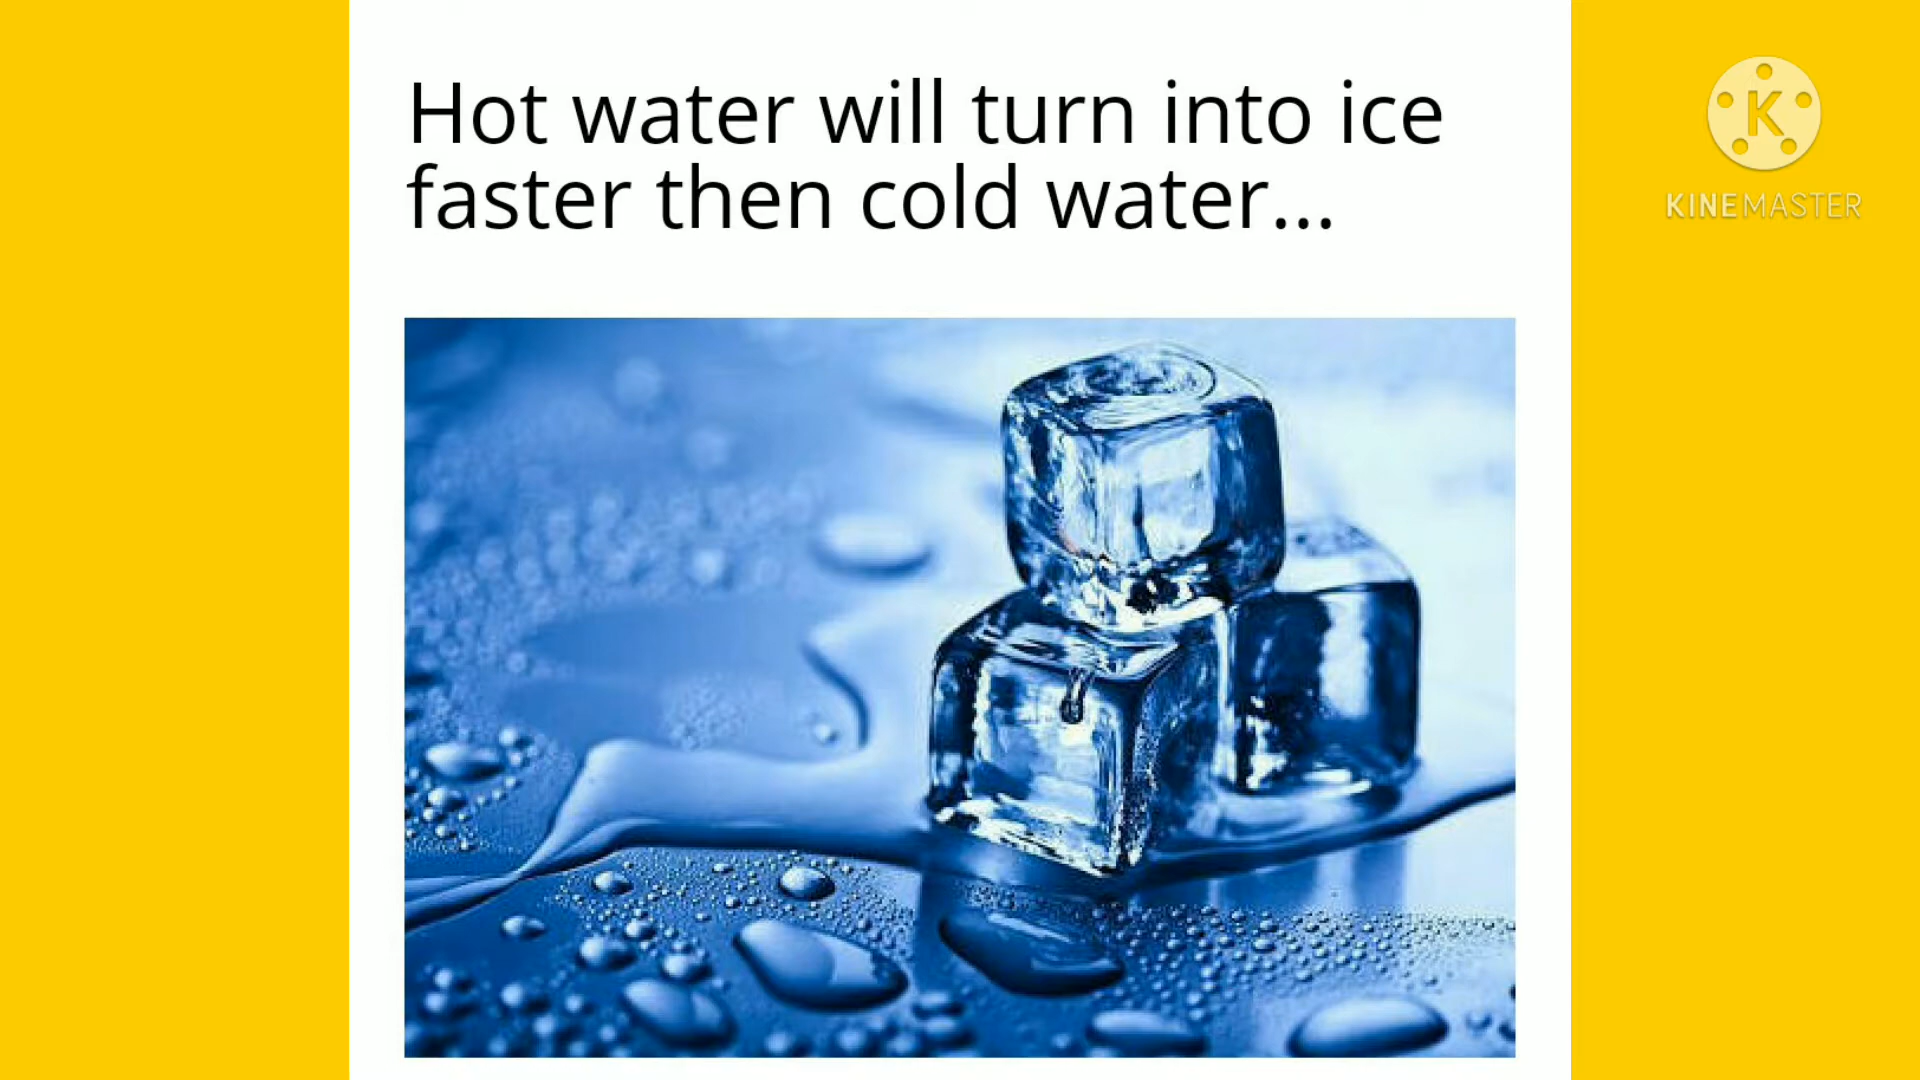 Hot water will turn into ice
faster then cold water...
K
KINEMASTER